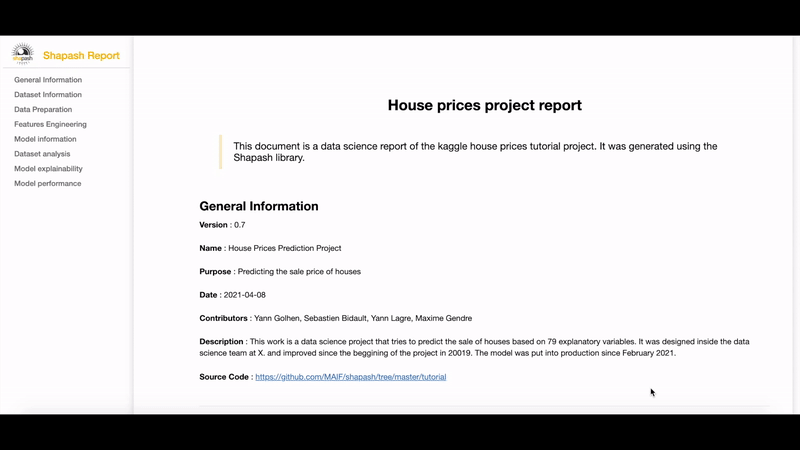 shapash
Shapash Report
General Information
Dataset Information
Data Preparation
Features Engineering
Model information
Dataset analysis
Model explainability
Model performance
House prices project report
This document is a data science report of the kaggle house prices tutorial project. It was generated using the
Shapash library.
General Information
Version : 0.7
Name : House Prices Prediction Project
Purpose : Predicting the sale price of houses
Date : 2021-04-08
Contributors : Yann Golhen, Sebastien Bidault, Yann Lagre, Maxime Gendre
Description : This work is a data science project that tries to predict the sale of houses based on 79 explanatory variables. It was designed inside the data
science team at X. and improved since the beggining of the project in 20019. The model was put into production since February 2021.
Source Code : https://github.com/MAIF/shapash/tree/master/tutorial